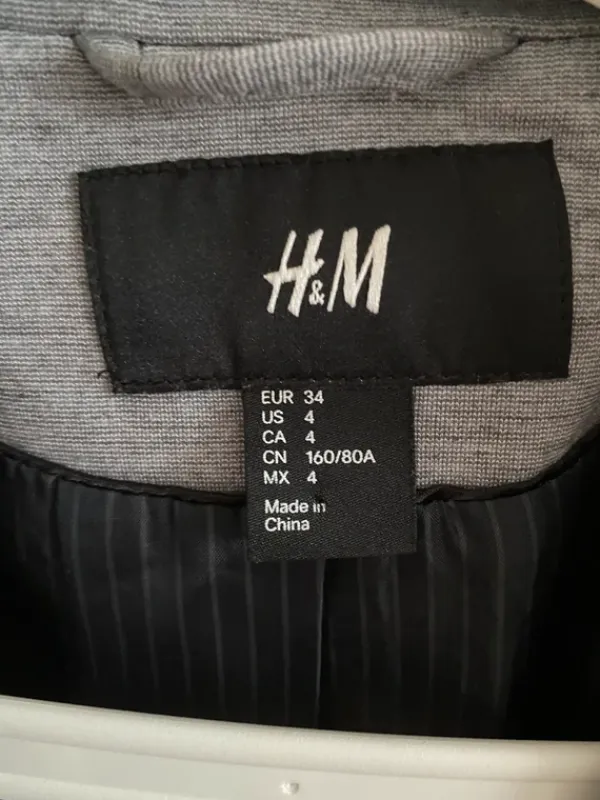 H&M
EUR 34
US 4
CA 4
CN 160/80A
MX 4
Made in
China